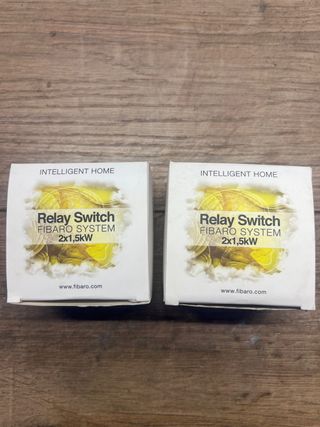 INTELLIGENT HOME
Relay Switch
FIBARO SYSTEM
2x1,5kW
www.fibaro.com
INTELLIGENT HOME
Relay Switch
FIBARO SYSTEM
2x1,5kW
www.fibaro.com